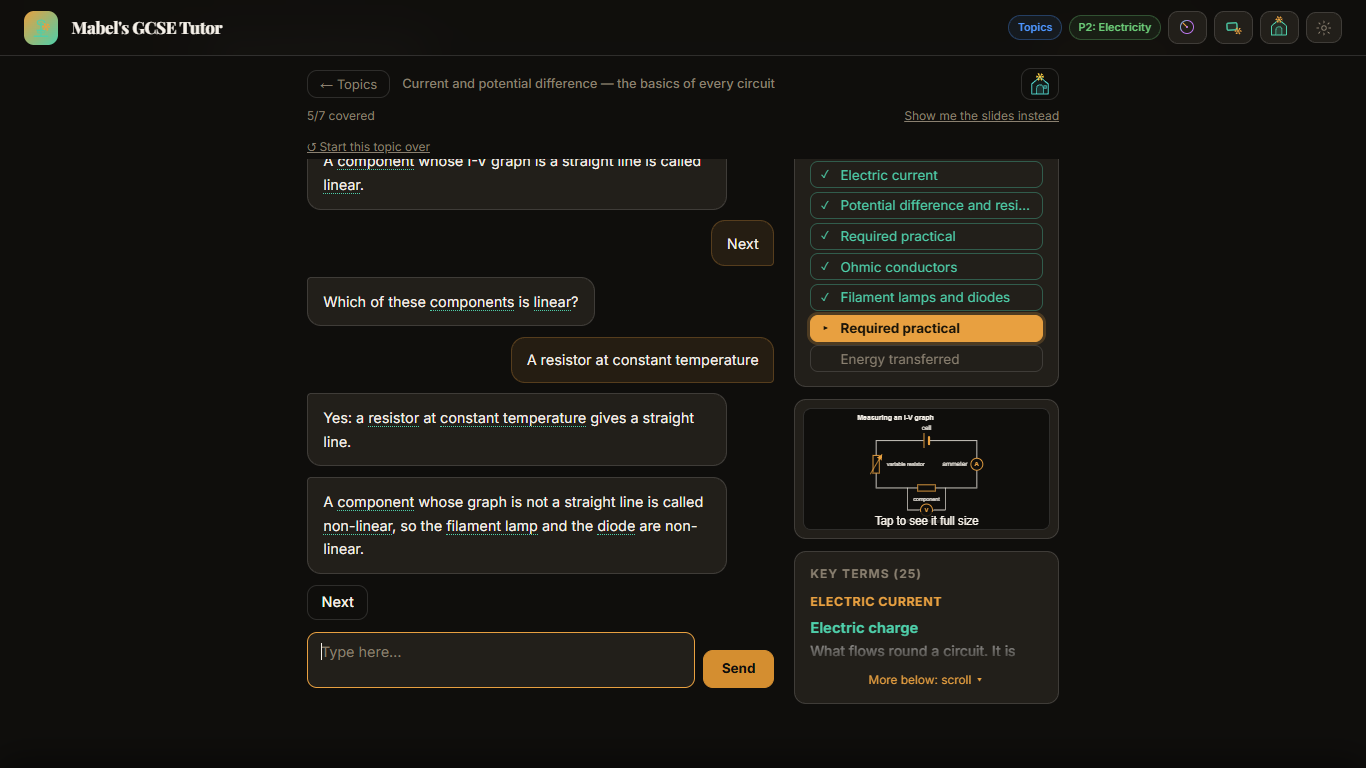 Mabel's GCSE Tutor
Topics
P2: Electricity
← Topics
Current and potential difference — the basics of every circuit
5/7 covered
Show me the slides instead
↺ Start this topic over
A component whose I-V graph is a straight line is called
linear.
Next
Which of these components is linear?
A resistor at constant temperature
Yes: a resistor at constant temperature gives a straight
line.
A component whose graph is not a straight line is called
non-linear, so the filament lamp and the diode are non-
linear.
Next
Type here...
Send
✓ Electric current
✓ Potential difference and resi...
✓ Required practical
✓ Ohmic conductors
✓ Filament lamps and diodes
▸ Required practical
Energy transferred
Measuring an I-V graph
cell
variable resistor
ammeter
A
component
V
Tap to see it full size
KEY TERMS (25)
ELECTRIC CURRENT
Electric charge
What flows round a circuit. It is
More below: scroll ▾